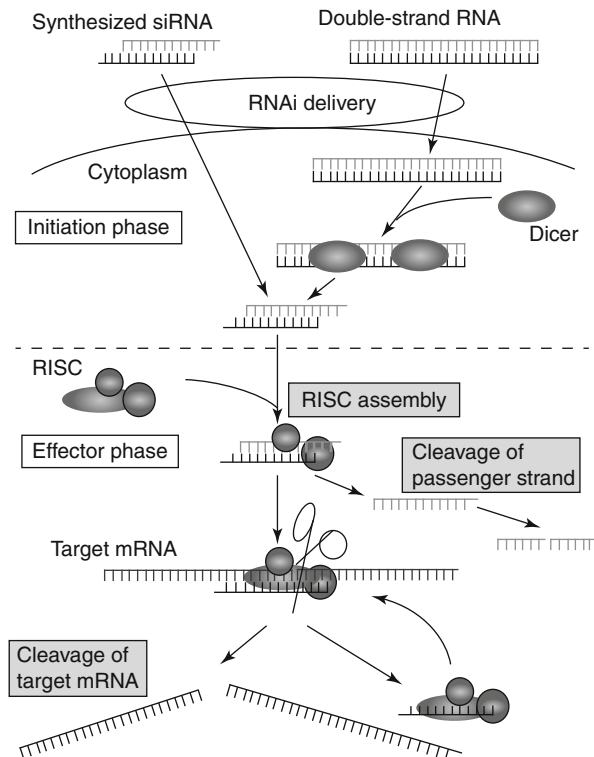 Synthesized siRNA
Double-strand RNA
RNAi delivery
Cytoplasm
Initiation phase
Dicer
RISC
RISC assembly
Effector phase
Cleavage of
passenger strand
Target mRNA
Cleavage of
target mRNA